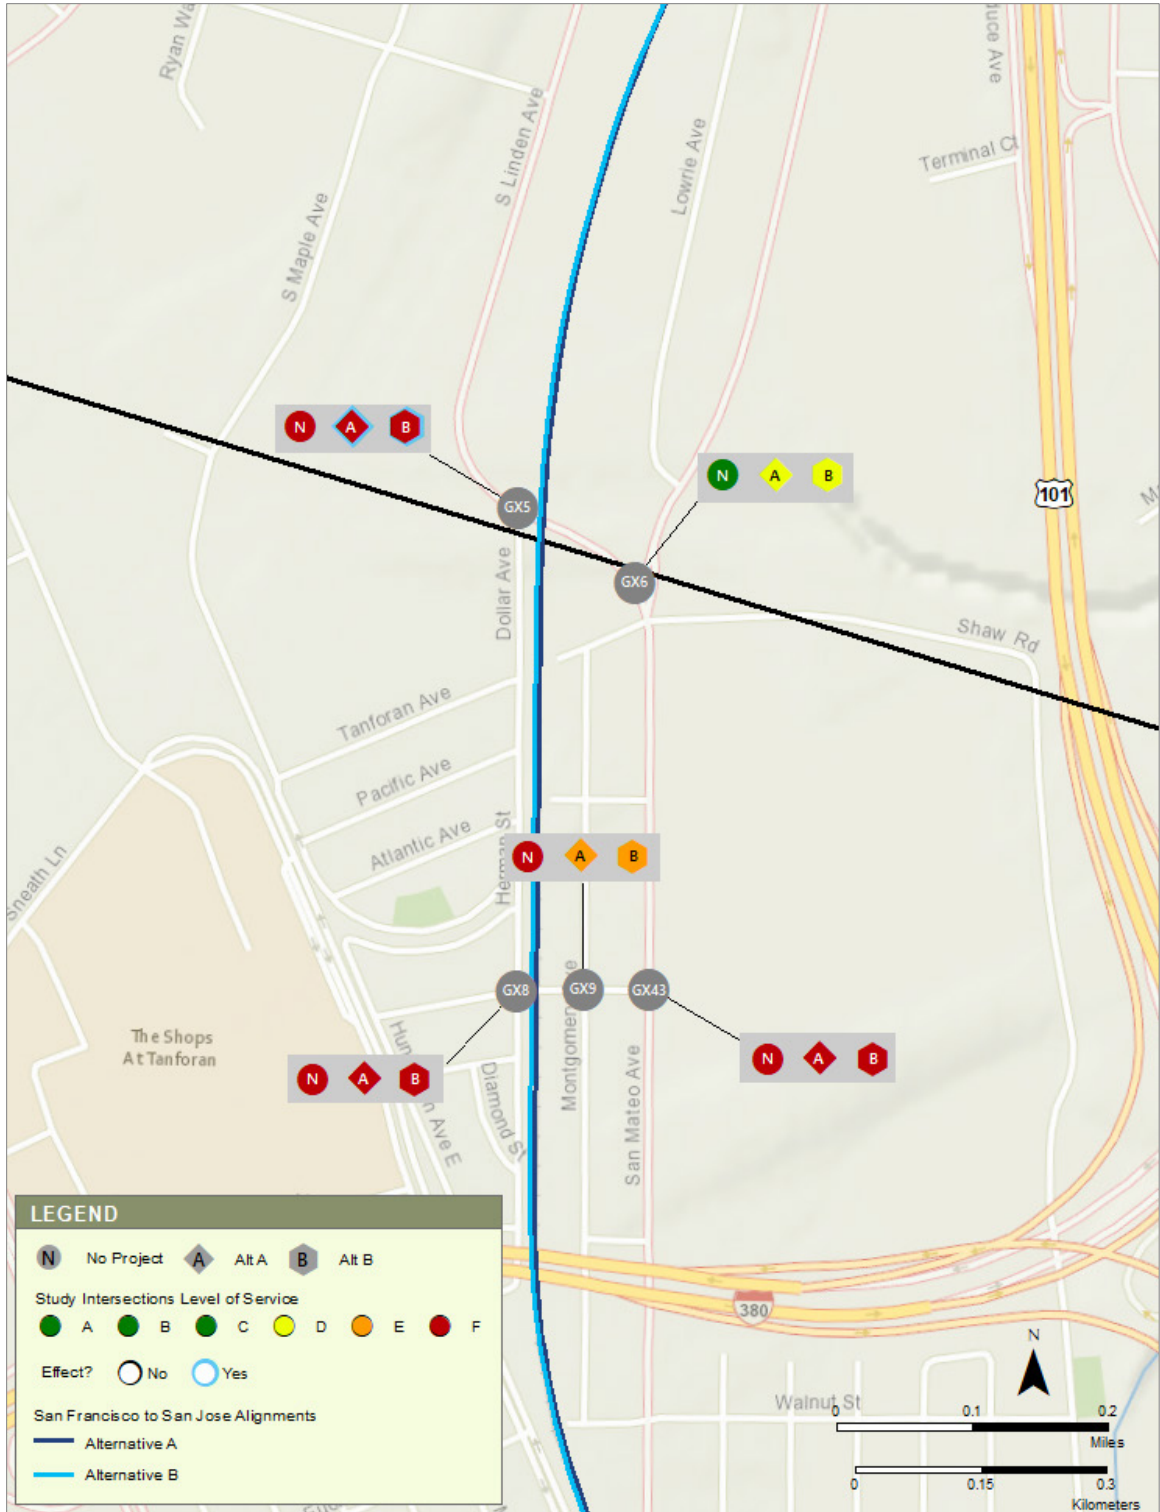 Ryan Wa
uce Ave
S Linden Ave
Lowrie Ave
Terminal Ct
S Maple Ave
N A B
GX5
N A B
101
GX6
Dollar Ave
Shaw Rd
Tanforan Ave
Pacific Ave
Atlantic Ave
Herman St
N A B
Sneath Ln
GX8
GX9
GX43
The Shops
At Tanforan
N A B
N A B
Diamond St
Montgomery Ave
San Mateo Ave
n Ave E
LEGEND
N No Project A Alt A B Alt B
Study Intersections Level of Service
A B C D E F
Effect? No Yes
San Francisco to San Jose Alignments
Alternative A
Alternative B
380
N
Walnut St
0 0.1 0.2
Miles
0 0.15 0.3
Kilometers